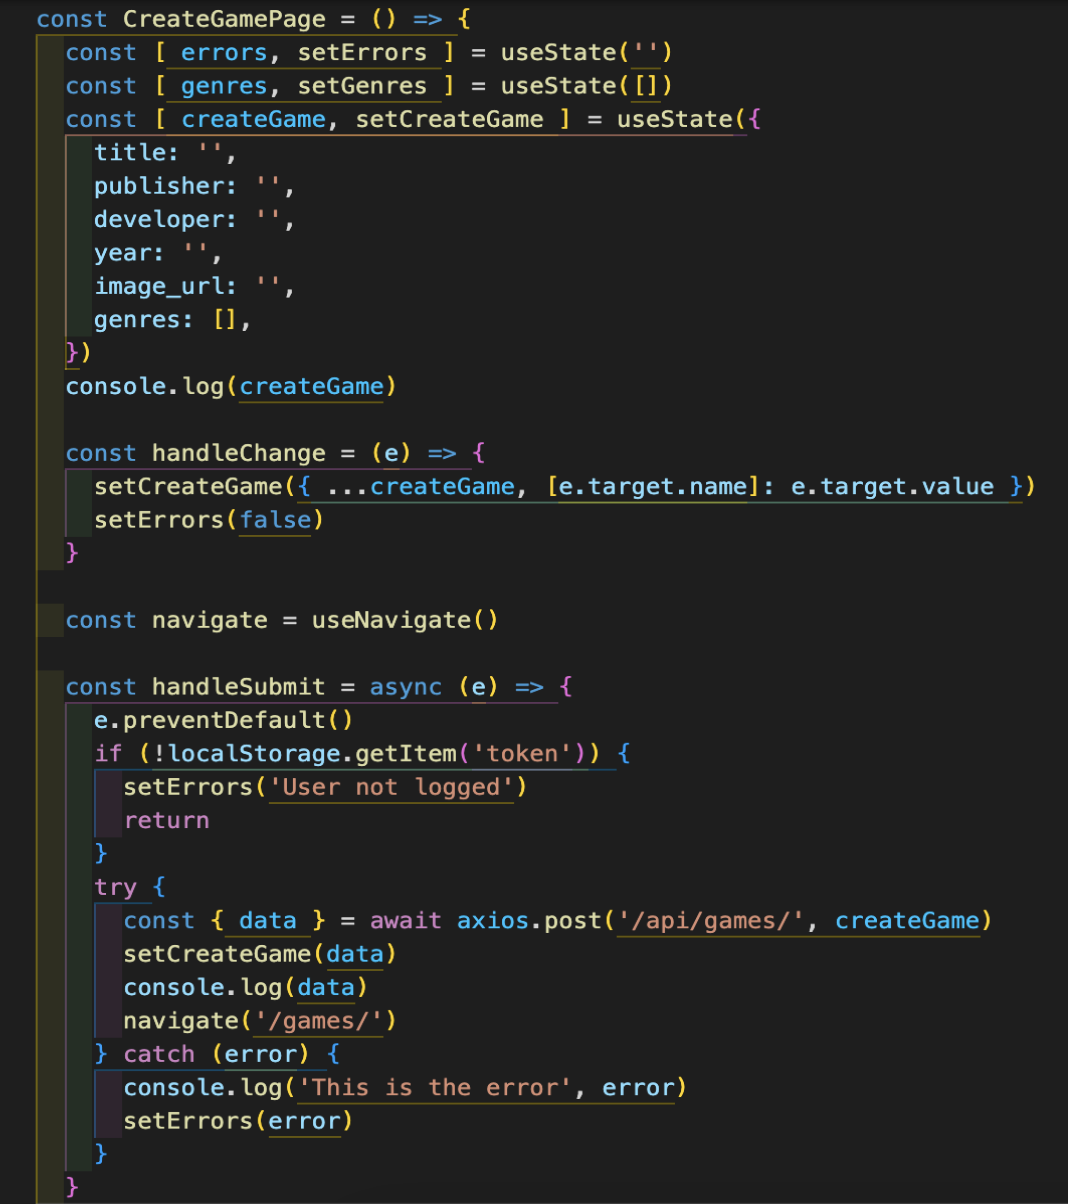 const CreateGamePage = () => {
  const [ errors, setErrors ] = useState('')
  const [ genres, setGenres ] = useState([])
  const [ createGame, setCreateGame ] = useState({
    title: '',
    publisher: '',
    developer: '',
    year: '',
    image_url: '',
    genres: [],
  })
  console.log(createGame)

  const handleChange = (e) => {
    setCreateGame({ ...createGame, [e.target.name]: e.target.value })
    setErrors(false)
  }

  const navigate = useNavigate()

  const handleSubmit = async (e) => {
    e.preventDefault()
    if (!localStorage.getItem('token')) {
      setErrors('User not logged')
      return
    }
    try {
      const { data } = await axios.post('/api/games/', createGame)
      setCreateGame(data)
      console.log(data)
      navigate('/games/')
    } catch (error) {
      console.log('This is the error', error)
      setErrors(error)
    }
  }